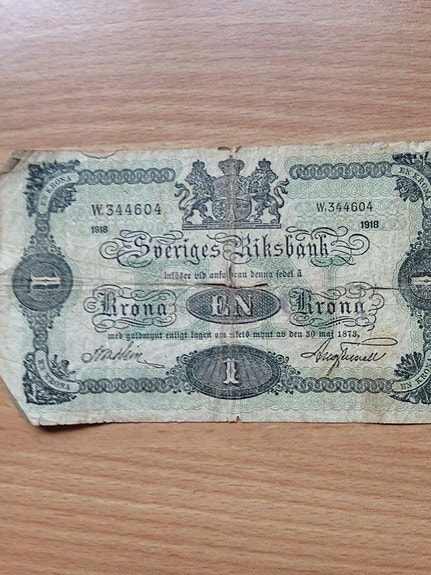 EN KRONA EN KRONA
W.344604 W.344604
1918 1918
Sveriges Riksbank
inlöser vid anfordran denna sedel å
1 Krona EN Krona 1
med guldmynt enligt lagen om rikets mynt av den 30 maj 1873.
EN KRONA 1 EN KRO